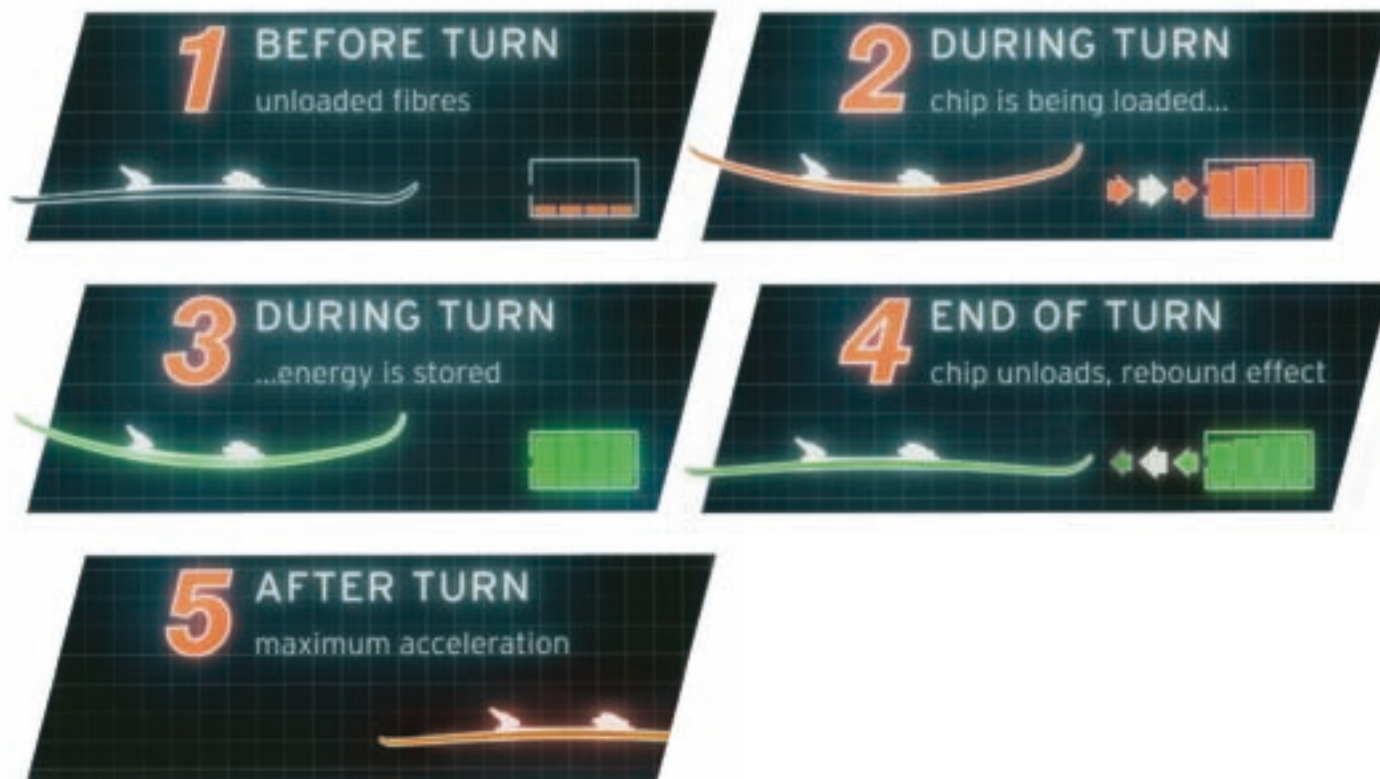 1 BEFORE TURN
unloaded fibres
2 DURING TURN
chip is being loaded...
3 DURING TURN
...energy is stored
4 END OF TURN
chip unloads, rebound effect
5 AFTER TURN
maximum acceleration